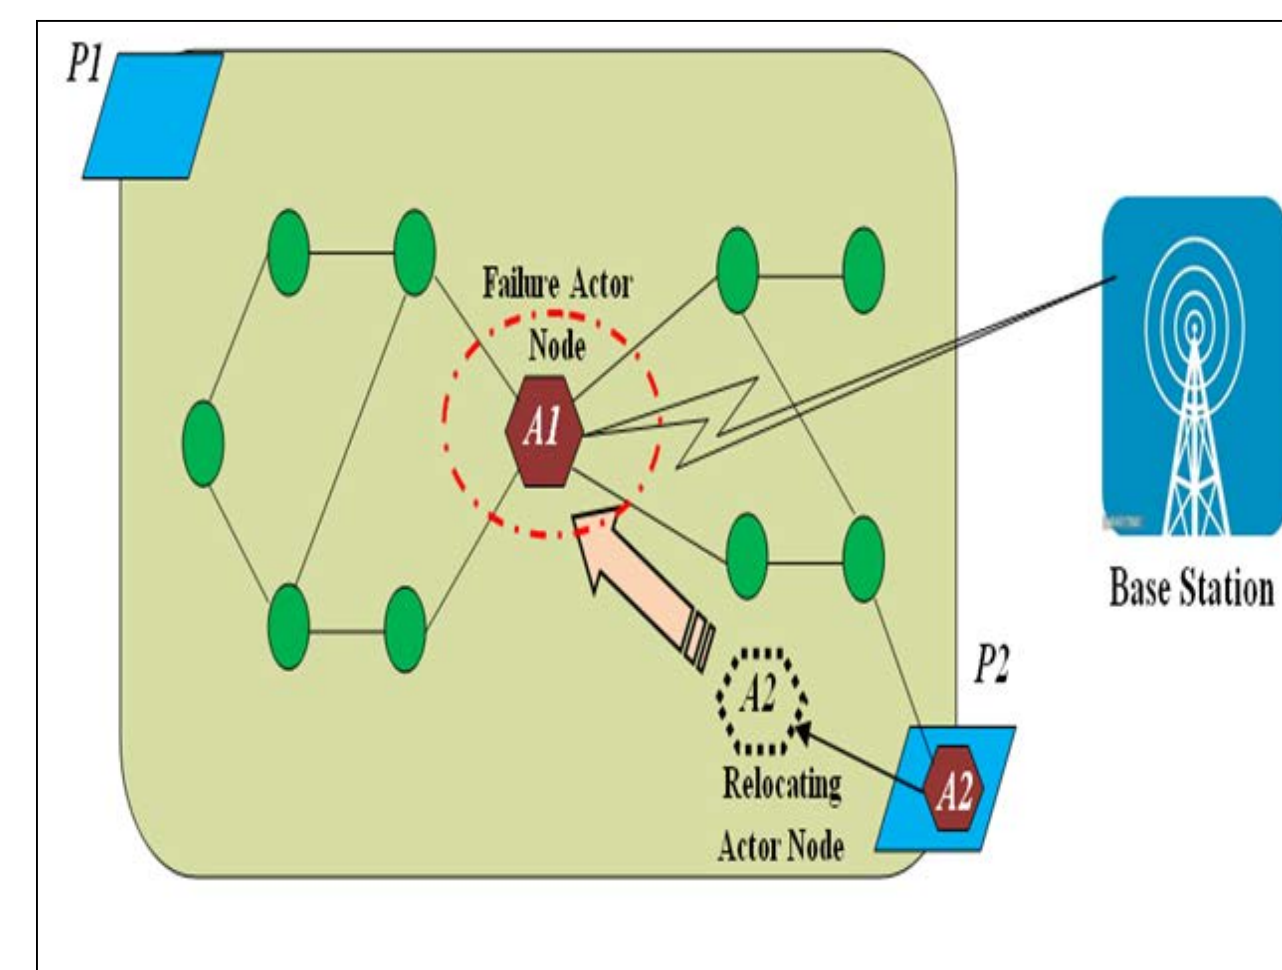 P1
Failure Actor
Node
A1
Base Station
P2
A2
Relocating
Actor Node
A2